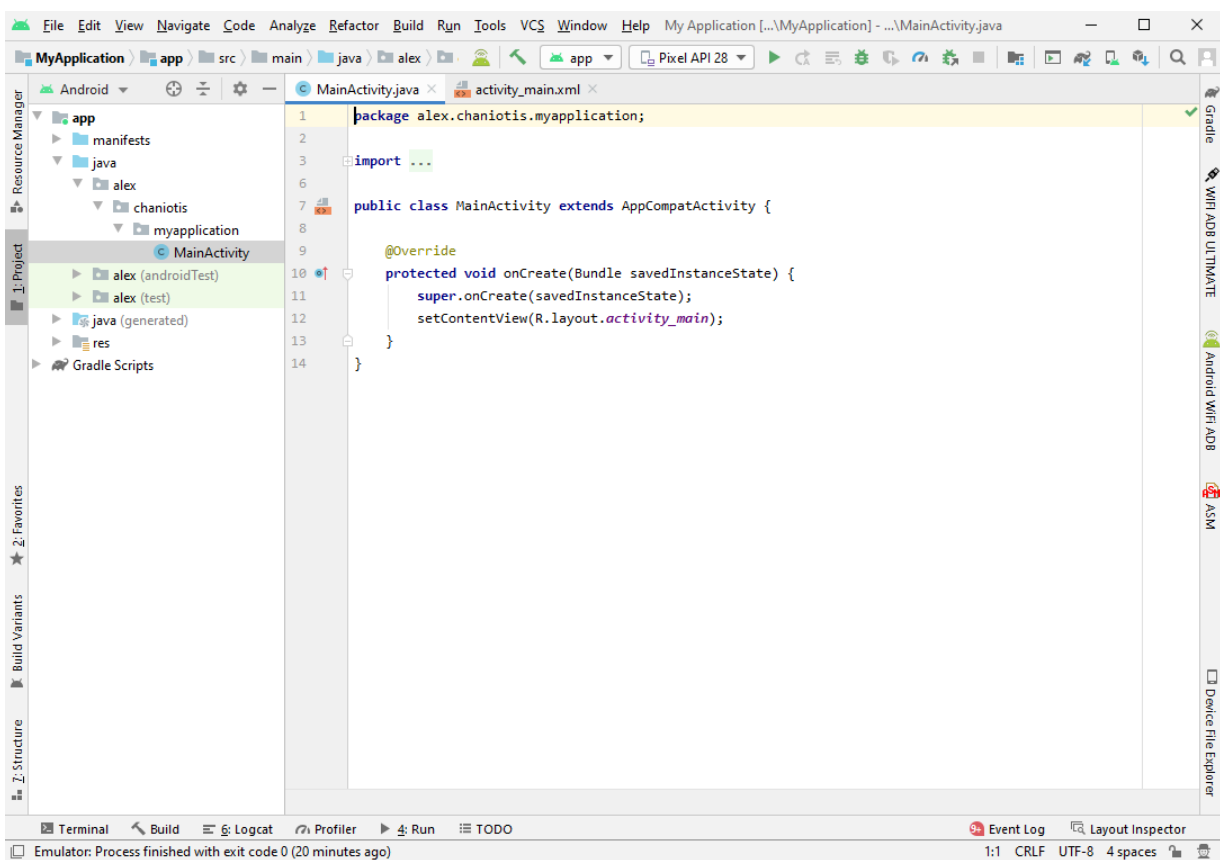 File Edit View Navigate Code Analyze Refactor Build Run Tools VCS Window Help My Application [...\MyApplication] - ...\MainActivity.java
MyApplication app src main java alex app Pixel API 28
Android
MainActivity.java activity_main.xml
Resource Manager
1: Project
2: Favorites
Build Variants
7: Structure
app
manifests
java
alex
chaniotis
myapplication
MainActivity
alex (androidTest)
alex (test)
java (generated)
res
Gradle Scripts
1 package alex.chaniotis.myapplication;
2
3 import ...
6
7 public class MainActivity extends AppCompatActivity {
8
9 @Override
10 protected void onCreate(Bundle savedInstanceState) {
11 super.onCreate(savedInstanceState);
12 setContentView(R.layout.activity_main);
13 }
14 }
Gradle
WIFI ADB ULTIMATE
Android WiFi ADB
ASM
ASM
Device File Explorer
Terminal Build 6: Logcat Profiler 4: Run TODO 9+ Event Log Layout Inspector
Emulator: Process finished with exit code 0 (20 minutes ago) 1:1 CRLF UTF-8 4 spaces